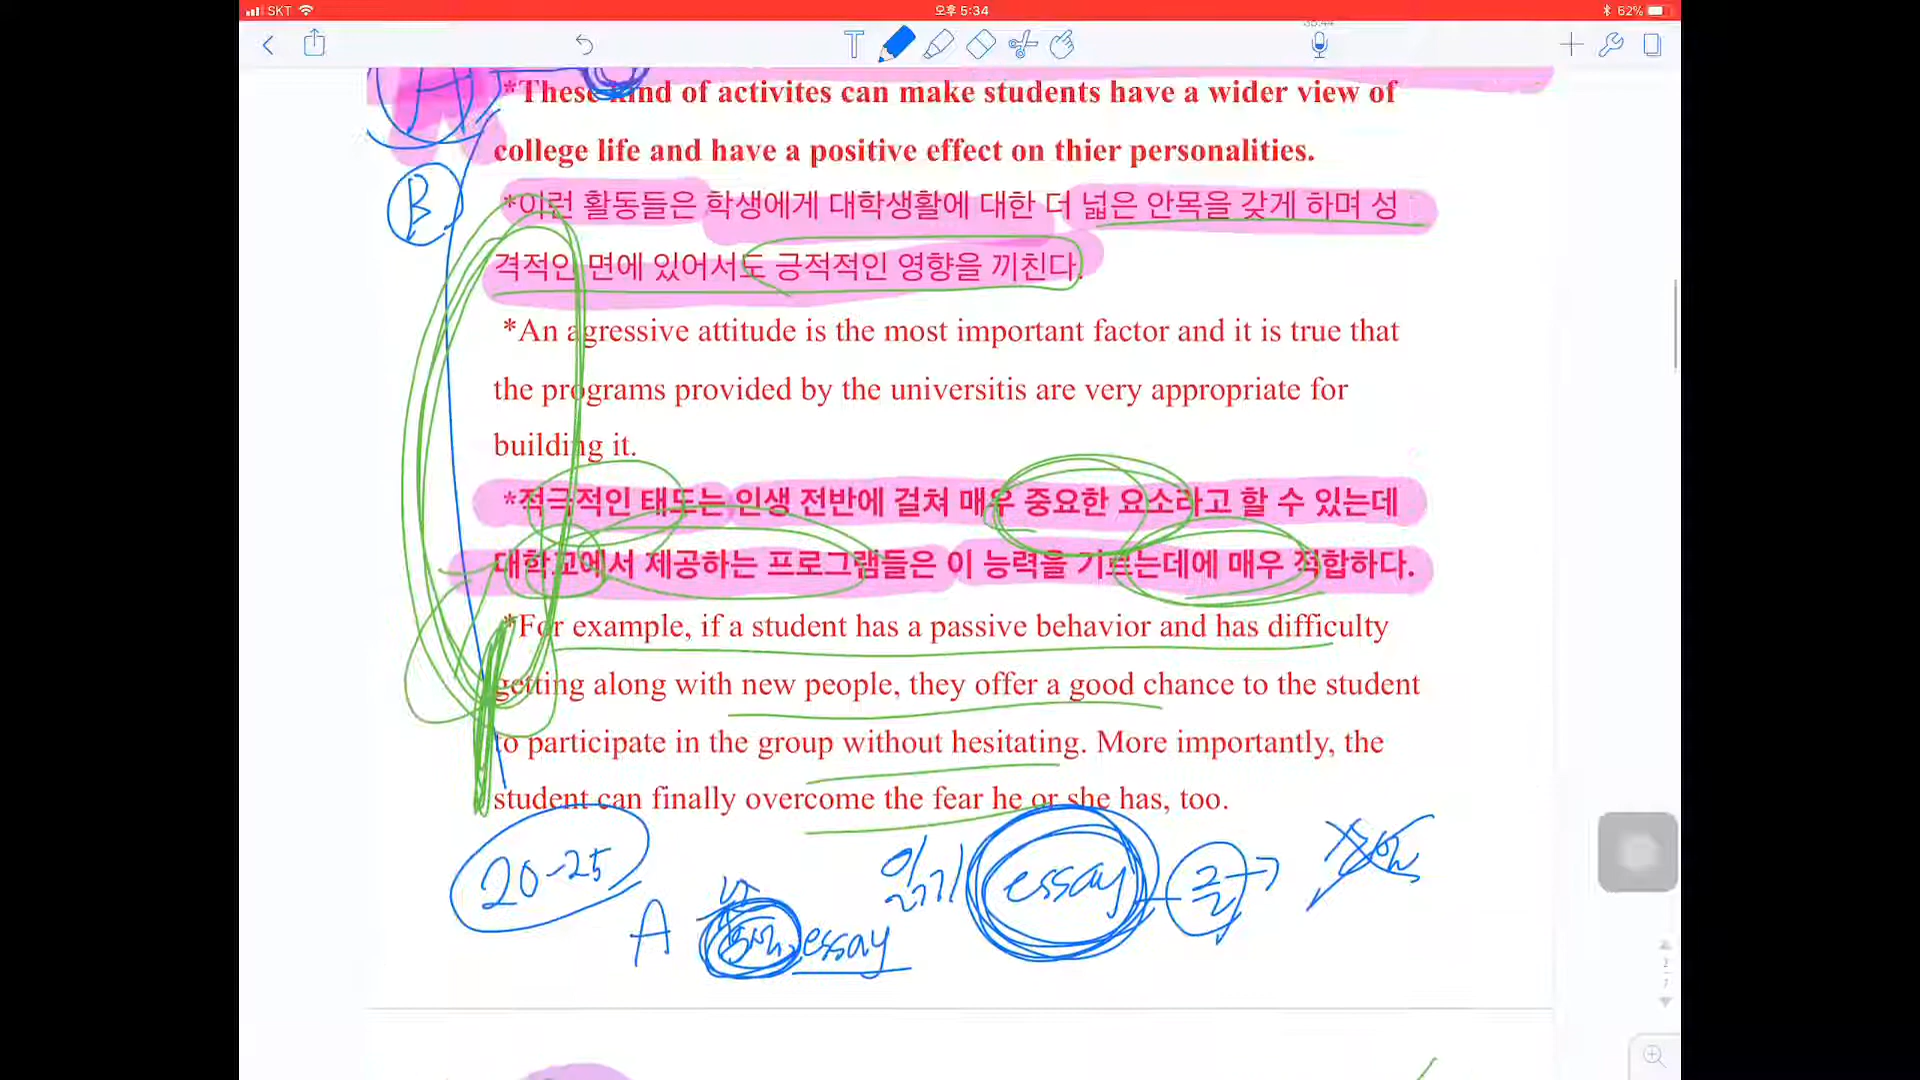 SKT
오후 5:34
62%
*These kind of activites can make students have a wider view of
college life and have a positive effect on thier personalities.
B
*이런 활동들은 학생에게 대학생활에 대한 더 넓은 안목을 갖게 하며 성
격적인 면에 있어서도 긍적적인 영향을 끼친다.
*An agressive attitude is the most important factor and it is true that
the programs provided by the universitis are very appropriate for
building it.
*적극적인 태도는 인생 전반에 걸쳐 매우 중요한 요소라고 할 수 있는데
대학교에서 제공하는 프로그램들은 이 능력을 기르는데에 매우 적합하다.
*For example, if a student has a passive behavior and has difficulty
getting along with new people, they offer a good chance to the student
to participate in the group without hesitating. More importantly, the
student can finally overcome the fear he or she has, too.
20-25
일기 essay 글
A essay
2
7